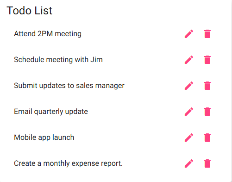 Todo List
Attend 2PM meeting
Schedule meeting with Jim
Submit updates to sales manager
Email quarterly update
Mobile app launch
Create a monthly expense report.